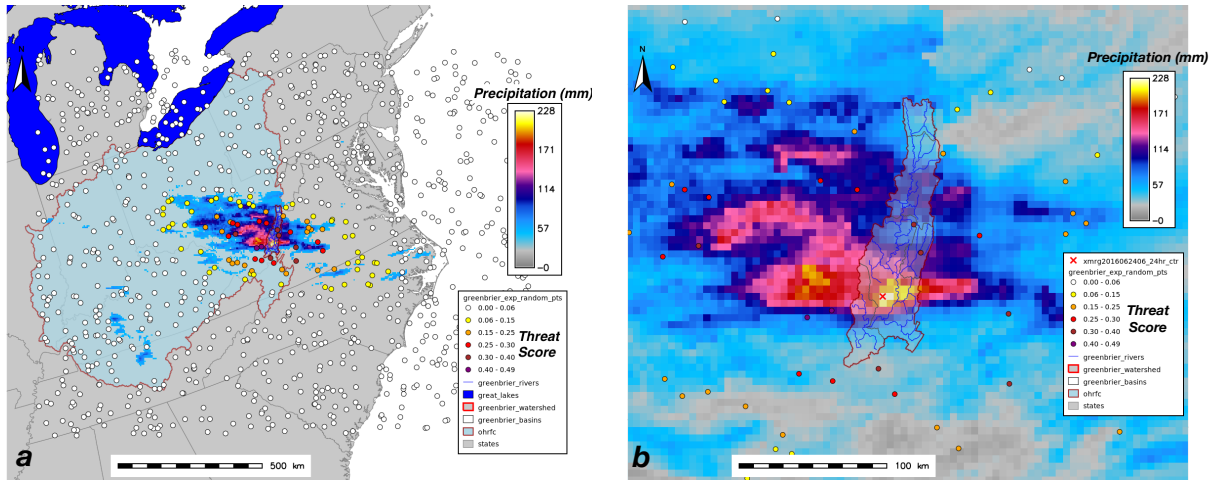 N
Precipitation (mm)
228
171
114
57
0
greenbrier_exp_random_pts
0.00 - 0.06
0.06 - 0.15
0.15 - 0.25
0.25 - 0.30
0.30 - 0.40
0.40 - 0.49
Threat
Score
greenbrier_rivers
great_lakes
greenbrier_watershed
greenbrier_basins
ohrfc
states
500 km
a
N
Precipitation (mm)
228
171
114
57
0
xmrg2016062406_24hr_ctr
greenbrier_exp_random_pts
0.00 - 0.06
0.06 - 0.15
0.15 - 0.25
0.25 - 0.30
0.30 - 0.40
0.40 - 0.49
Threat
Score
greenbrier_rivers
greenbrier_watershed
greenbrier_basins
ohrfc
states
100 km
b